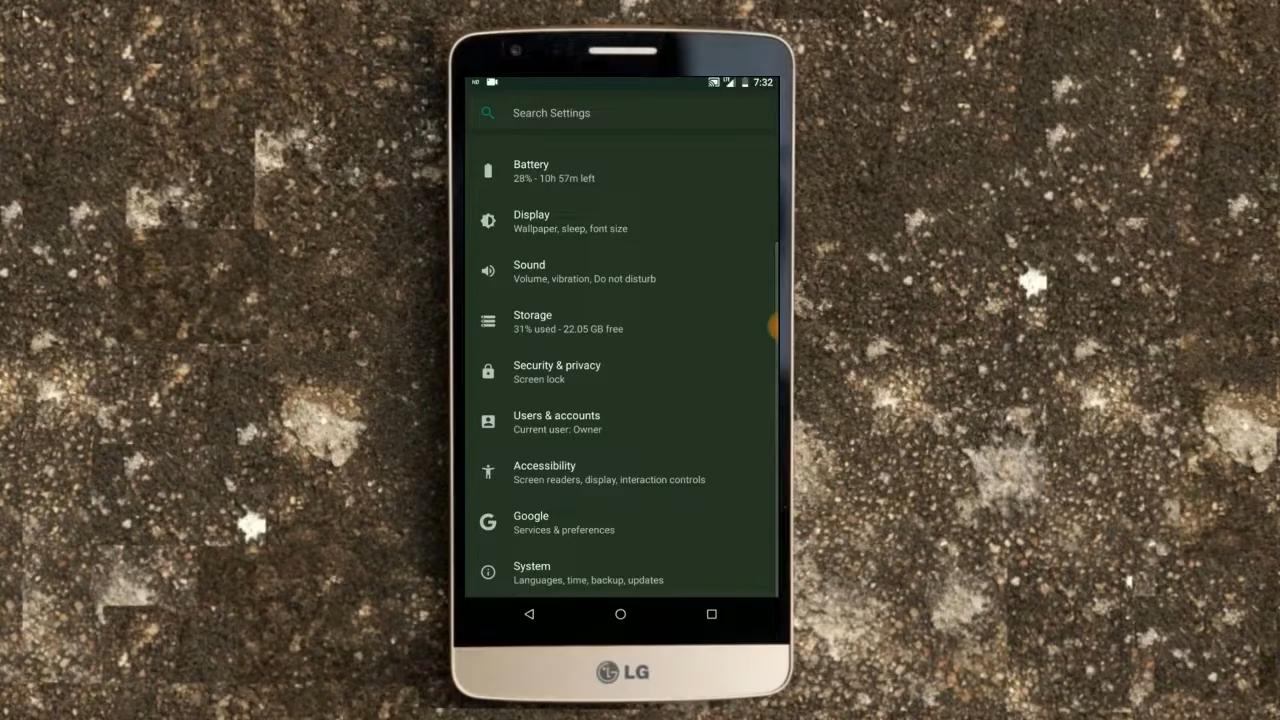 HD
LTE
7:32
Search Settings
Battery
28% - 10h 57m left
Display
Wallpaper, sleep, font size
Sound
Volume, vibration, Do not disturb
Storage
31% used - 22.05 GB free
Security & privacy
Screen lock
Users & accounts
Current user: Owner
Accessibility
Screen readers, display, interaction controls
G
Google
Services & preferences
System
Languages, time, backup, updates
LG